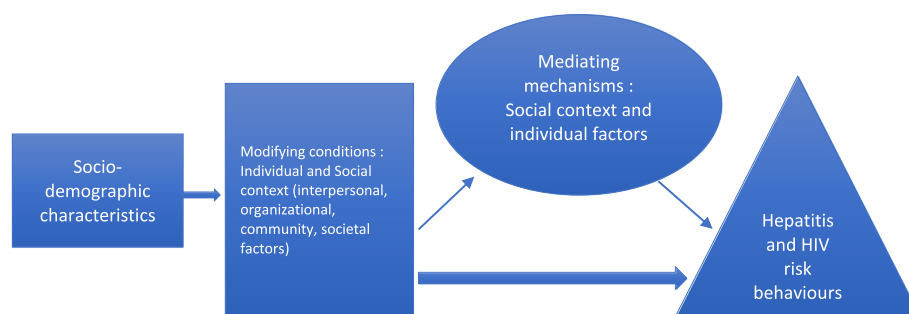 Socio-
demographic
characteristics
Modifying conditions :
Individual and Social
context (interpersonal,
organizational,
community, societal
factors)
Mediating
mechanisms :
Social context and
individual factors
Hepatitis
and HIV
risk
behaviours